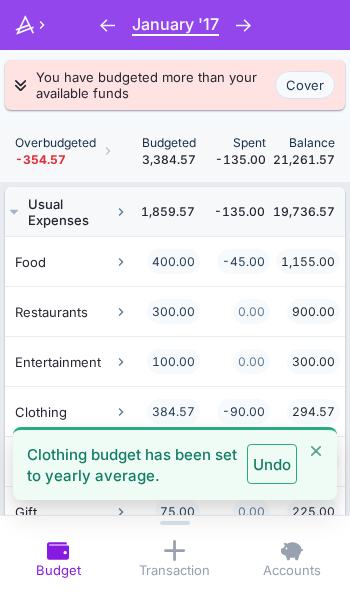 January '17
You have budgeted more than your
available funds
Cover
Overbudgeted Budgeted Spent Balance
-354.57 3,384.57 -135.00 21,261.57
Usual
Expenses 1,859.57 -135.00 19,736.57
Food 400.00 -45.00 1,155.00
Restaurants 300.00 0.00 900.00
Entertainment 100.00 0.00 300.00
Clothing 384.57 -90.00 294.57
Clothing budget has been set
to yearly average.
Undo
Gift 75.00 0.00 225.00
Budget Transaction Accounts